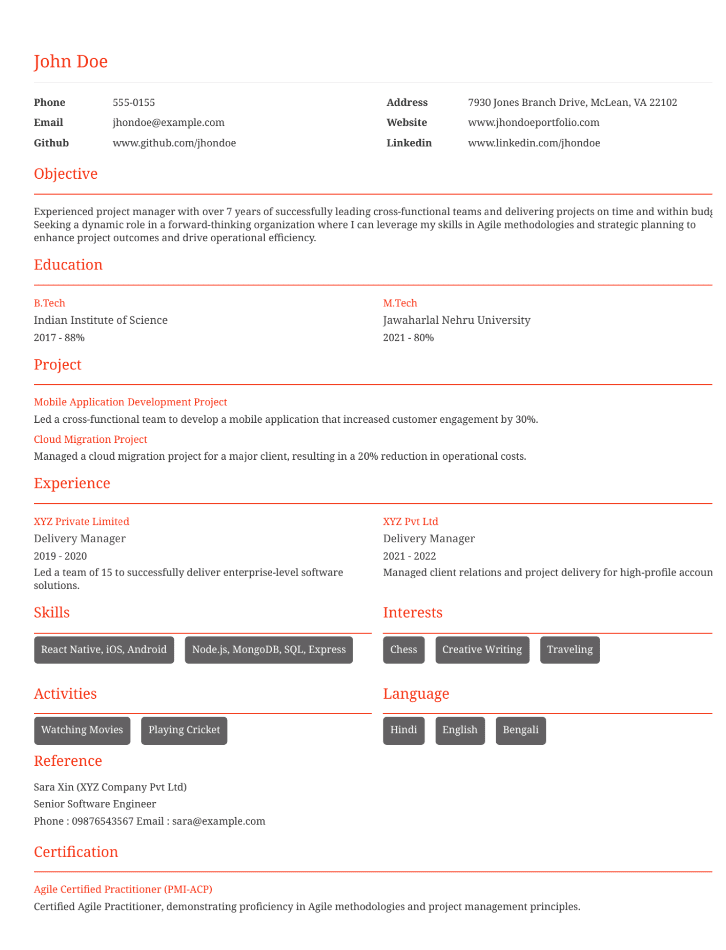 John Doe
Phone 555-0155 Address 7930 Jones Branch Drive, McLean, VA 22102
Email jhondoe@example.com Website www.jhondoeportfolio.com
Github www.github.com/jhondoe Linkedin www.linkedin.com/jhondoe
Objective
Experienced project manager with over 7 years of successfully leading cross-functional teams and delivering projects on time and within
Seeking a dynamic role in a forward-thinking organization where I can leverage my skills in Agile methodologies and strategic planning to
enhance project outcomes and drive operational efficiency.
Education
B.Tech M.Tech
Indian Institute of Science Jawaharlal Nehru University
2017 - 88% 2021 - 80%
Project
Mobile Application Development Project
Led a cross-functional team to develop a mobile application that increased customer engagement by 30%.
Cloud Migration Project
Managed a cloud migration project for a major client, resulting in a 20% reduction in operational costs.
Experience
XYZ Private Limited XYZ Pvt Ltd
Delivery Manager Delivery Manager
2019 - 2020 2021 - 2022
Led a team of 15 to successfully deliver enterprise-level software Managed client relations and project delivery for high-profile
solutions.
Skills Interests
React Native, iOS, Android Node.js, MongoDB, SQL, Express Chess Creative Writing Traveling
Activities Language
Watching Movies Playing Cricket Hindi English Bengali
Reference
Sara Xin (XYZ Company Pvt Ltd)
Senior Software Engineer
Phone : 09876543567 Email : sara@example.com
Certification
Agile Certified Practitioner (PMI-ACP)
Certified Agile Practitioner, demonstrating proficiency in Agile methodologies and project management principles.